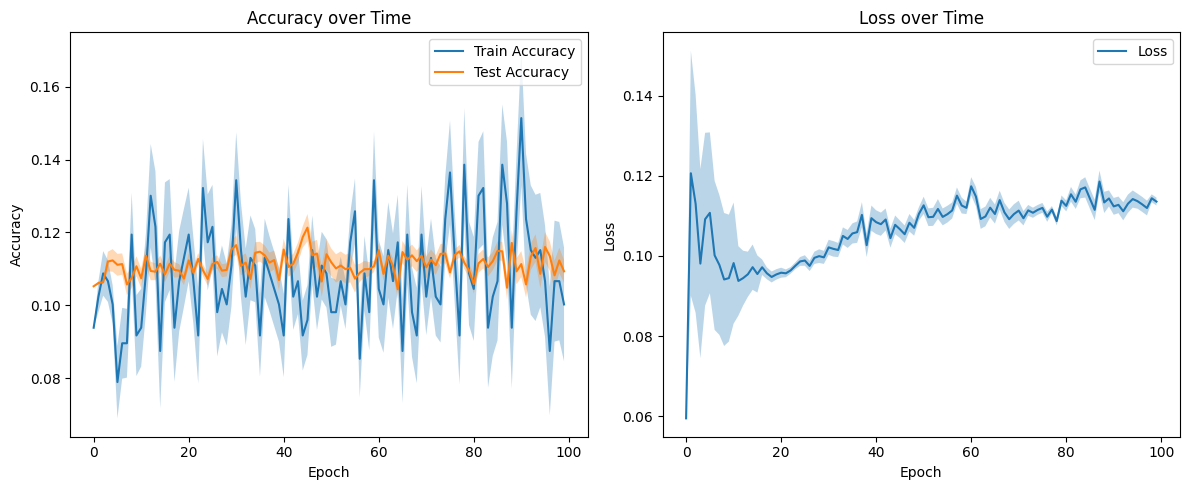 Accuracy over Time
Train Accuracy
Test Accuracy
0.16
0.14
0.12
0.10
0.08
Accuracy
0
20
40
60
80
100
Epoch
Loss over Time
Loss
0.14
0.12
0.10
0.08
0.06
Loss
0
20
40
60
80
100
Epoch